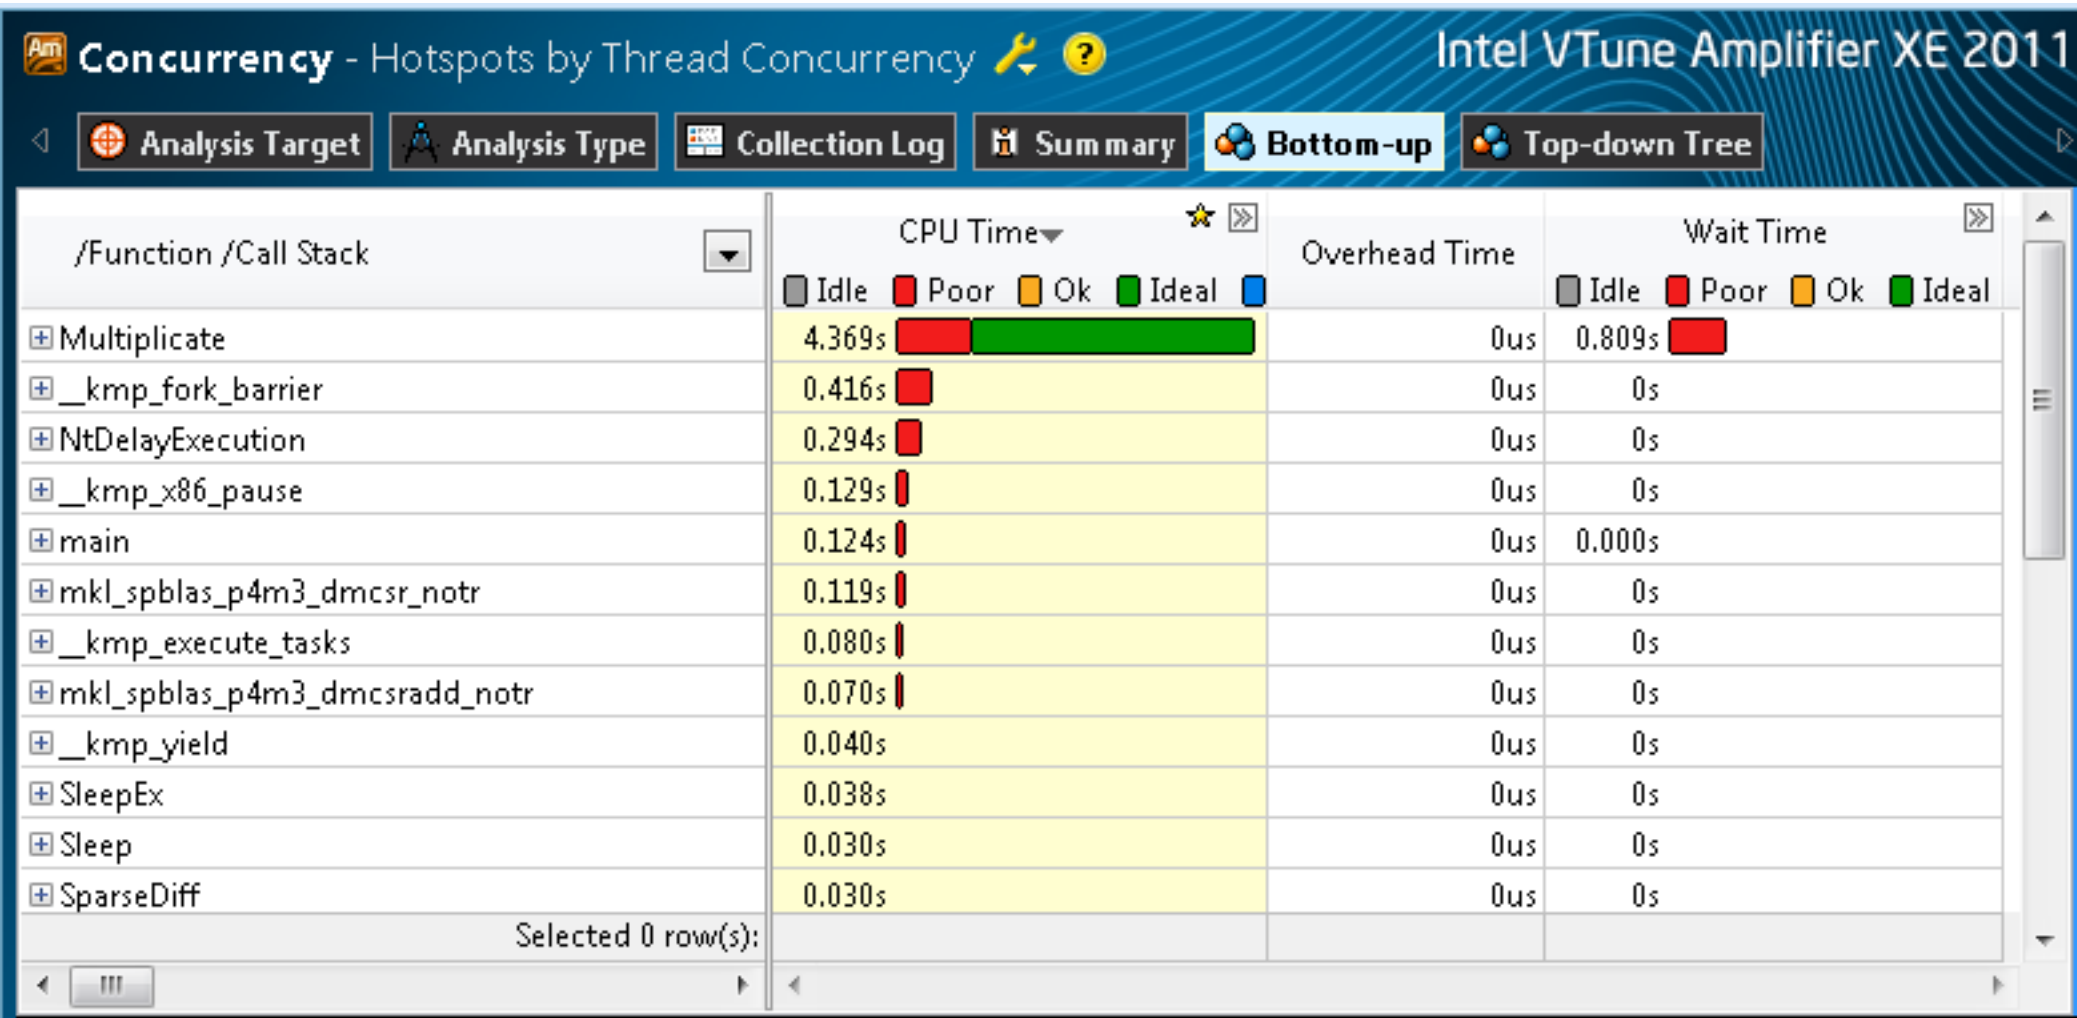 Am Concurrency - Hotspots by Thread Concurrency ? Intel VTune Amplifier XE 2011
Analysis Target Analysis Type Collection Log Summary Bottom-up Top-down Tree
/Function /Call Stack CPU Time Overhead Time Wait Time
Idle Poor Ok Ideal Idle Poor Ok Ideal
Multiplicate 4.369s 0us 0.809s
__kmp_fork_barrier 0.416s 0us 0s
NtDelayExecution 0.294s 0us 0s
__kmp_x86_pause 0.129s 0us 0s
main 0.124s 0us 0.000s
mkl_spblas_p4m3_dmcsr_notr 0.119s 0us 0s
__kmp_execute_tasks 0.080s 0us 0s
mkl_spblas_p4m3_dmcsradd_notr 0.070s 0us 0s
__kmp_yield 0.040s 0us 0s
SleepEx 0.038s 0us 0s
Sleep 0.030s 0us 0s
SparseDiff 0.030s 0us 0s
Selected 0 row(s):